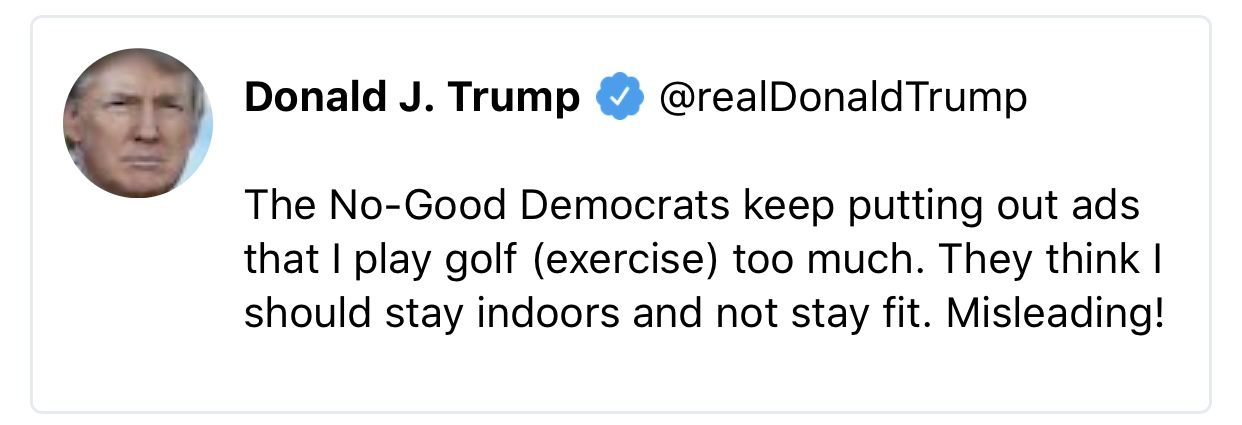 Donald J. Trump @realDonaldTrump
The No-Good Democrats keep putting out ads
that I play golf (exercise) too much. They think I
should stay indoors and not stay fit. Misleading!